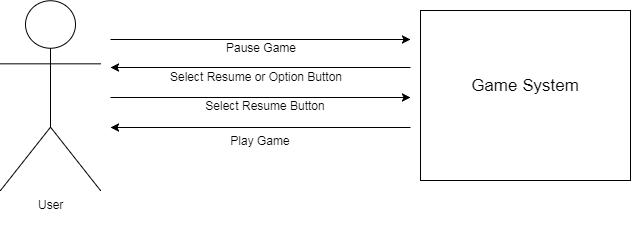 Pause Game
Select Resume or Option Button
Game System
Select Resume Button
Play Game
User